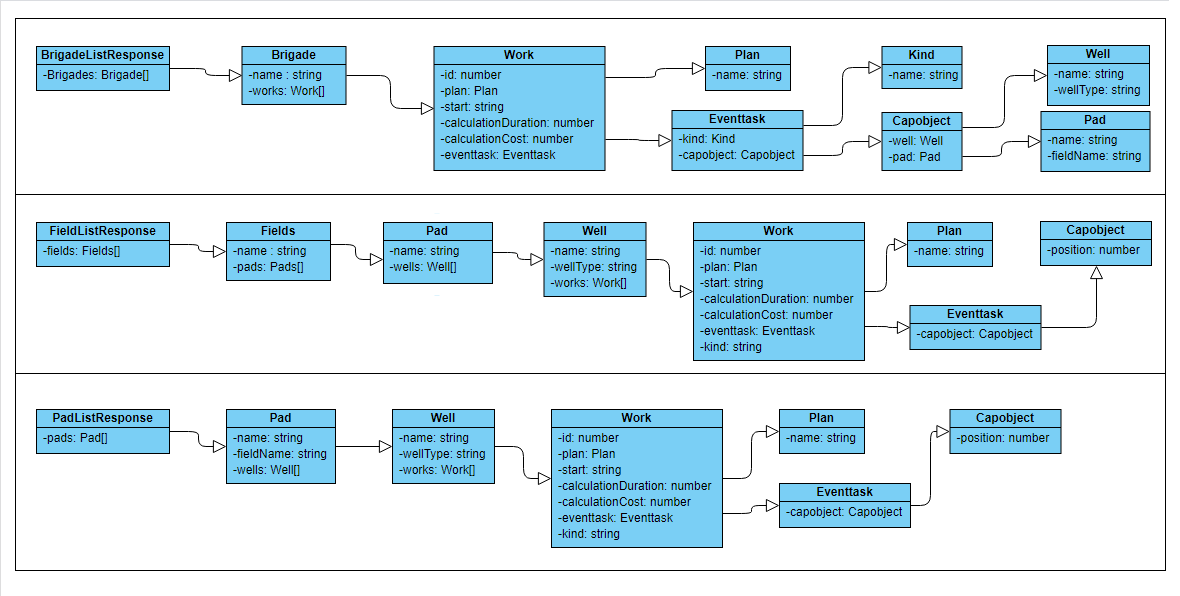 BrigadeListResponse
-Brigades: Brigade[]
Brigade
-name : string
-works: Work[]
Work
-id: number
-plan: Plan
-start: string
-calculationDuration: number
-calculationCost: number
-eventtask: Eventtask
Plan
-name: string
Eventtask
-kind: Kind
-capobject: Capobject
Kind
-name: string
Capobject
-well: Well
-pad: Pad
Well
-name: string
-wellType: string
Pad
-name: string
-fieldName: string
FieldListResponse
-fields: Fields[]
Fields
-name : string
-pads: Pads[]
Pad
-name: string
-wells: Well[]
Well
-name: string
-wellType: string
-works: Work[]
Work
-id: number
-plan: Plan
-start: string
-calculationDuration: number
-calculationCost: number
-eventtask: Eventtask
-kind: string
Plan
-name: string
Eventtask
-capobject: Capobject
Capobject
-position: number
PadListResponse
-pads: Pad[]
Pad
-name: string
-fieldName: string
-wells: Well[]
Well
-name: string
-wellType: string
-works: Work[]
Work
-id: number
-plan: Plan
-start: string
-calculationDuration: number
-calculationCost: number
-eventtask: Eventtask
-kind: string
Plan
-name: string
Eventtask
-capobject: Capobject
Capobject
-position: number